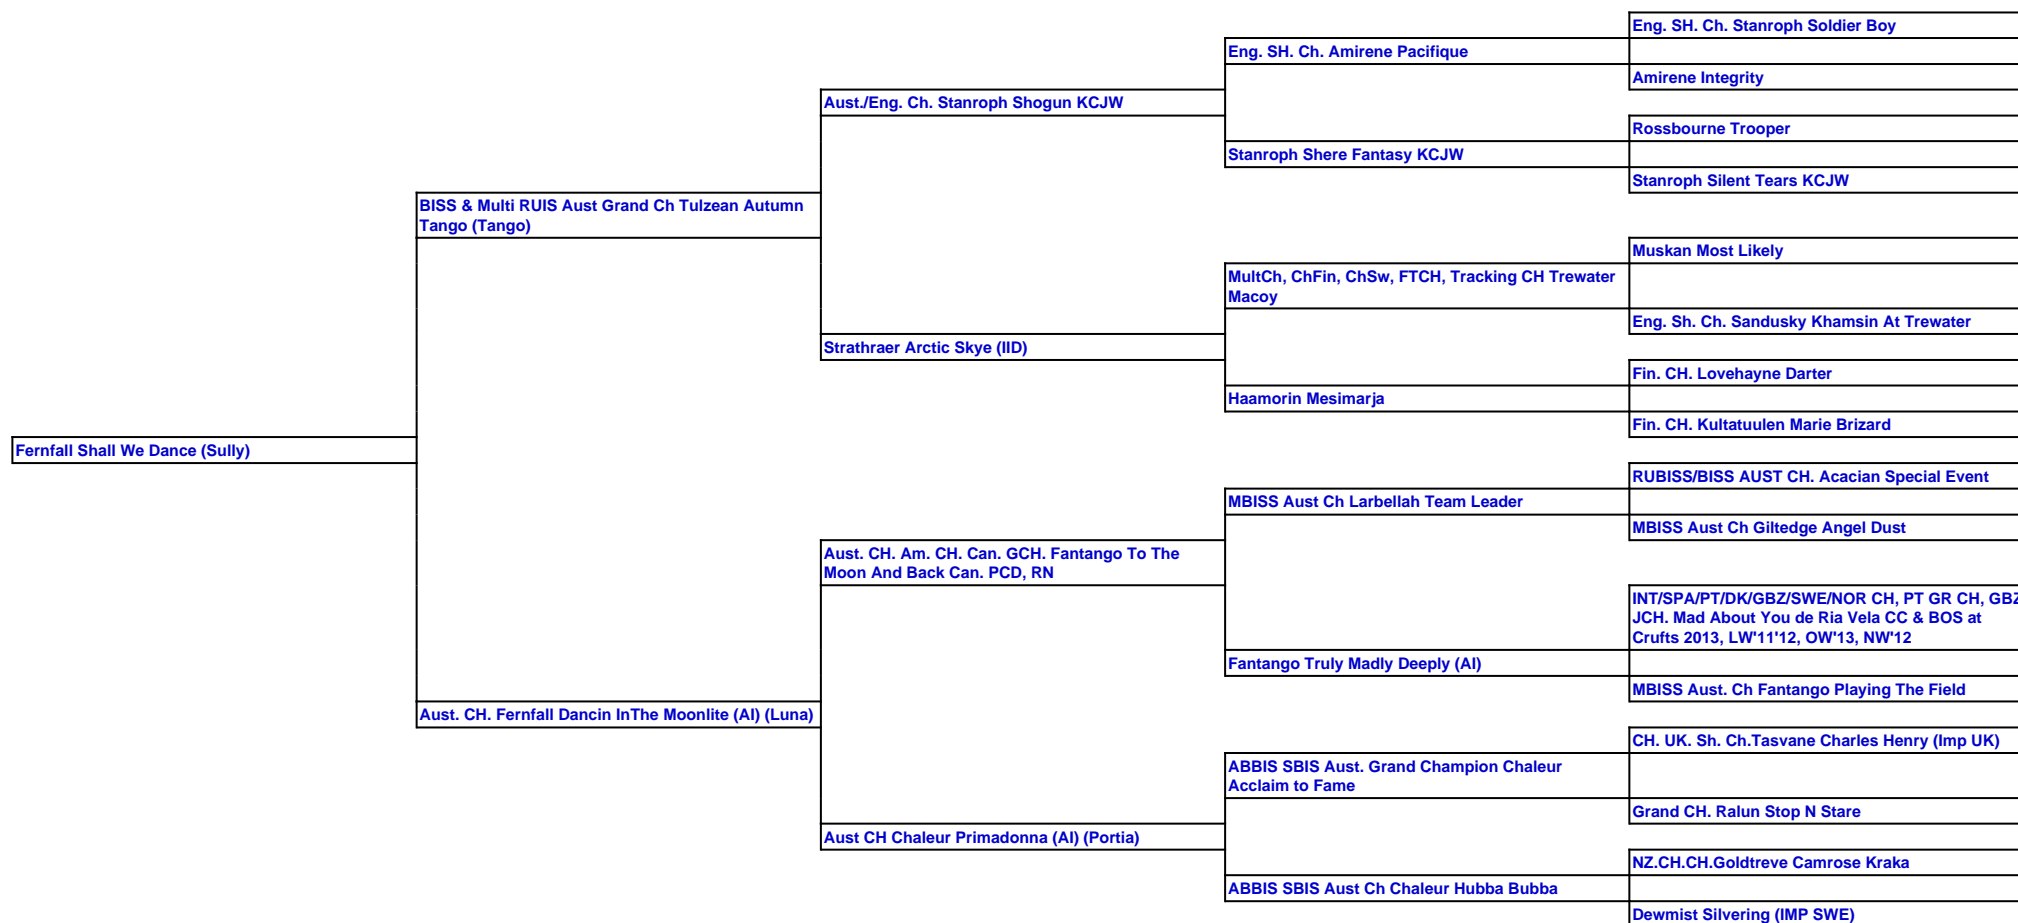 Eng. SH. Ch. Stanroph Soldier Boy
Eng. SH. Ch. Amirene Pacifique
Amirene Integrity
Aust./Eng. Ch. Stanroph Shogun KCJW
Rossbourne Trooper
Stanroph Shere Fantasy KCJW
Stanroph Silent Tears KCJW
BISS & Multi RUIS Aust Grand Ch Tulzean Autumn
Tango (Tango)
Muskan Most Likely
MultCh, ChFin, ChSw, FTCH, Tracking CH Trewater
Macoy
Eng. Sh. Ch. Sandusky Khamsin At Trewater
Strathraer Arctic Skye (IID)
Fin. CH. Lovehayne Darter
Haamorin Mesimarja
Fin. CH. Kultatuulen Marie Brizard
Fernfall Shall We Dance (Sully)
RUBISS/BISS AUST CH. Acacian Special Event
MBISS Aust Ch Larbellah Team Leader
MBISS Aust Ch Giltedge Angel Dust
Aust. CH. Am. CH. Can. GCH. Fantango To The
Moon And Back Can. PCD, RN
INT/SPA/PT/DK/GBZ/SWE/NOR CH, PT GR CH, GBZ
JCH. Mad About You de Ria Vela CC & BOS at
Crufts 2013, LW'11'12, OW'13, NW'12
Fantango Truly Madly Deeply (AI)
MBISS Aust. Ch Fantango Playing The Field
Aust. CH. Fernfall Dancin InThe Moonlite (AI) (Luna)
CH. UK. Sh. Ch.Tasvane Charles Henry (Imp UK)
ABBIS SBIS Aust. Grand Champion Chaleur
Acclaim to Fame
Grand CH. Ralun Stop N Stare
Aust CH Chaleur Primadonna (AI) (Portia)
NZ.CH.CH.Goldtreve Camrose Kraka
ABBIS SBIS Aust Ch Chaleur Hubba Bubba
Dewmist Silvering (IMP SWE)